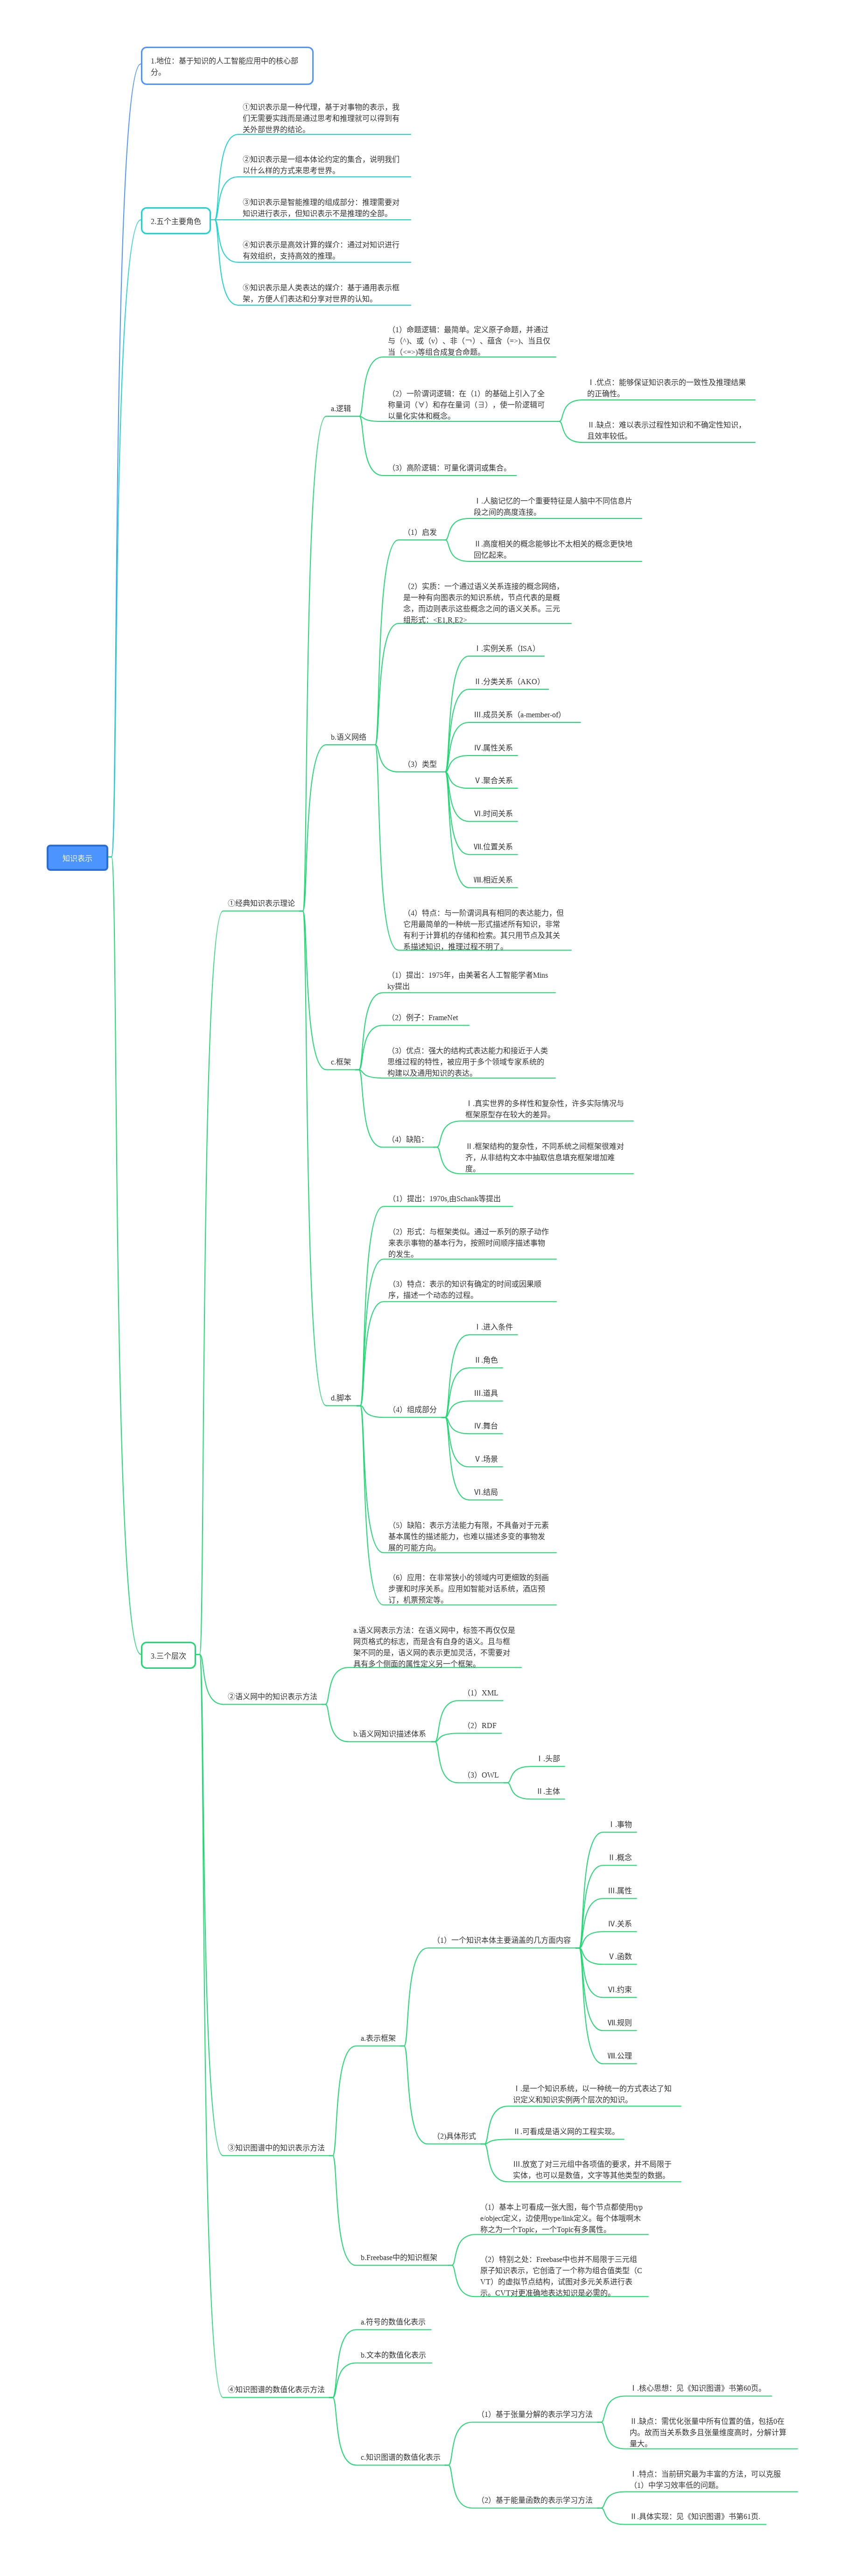 知识表示
1.地位：基于知识的人工智能应用中的核心部
分。
2.五个主要角色
①知识表示是一种代理，基于对事物的表示，我
们无需要实践而是通过思考和推理就可以得到有
关外部世界的结论。
②知识表示是一组本体论约定的集合，说明我们
以什么样的方式来思考世界。
③知识表示是智能推理的组成部分：推理需要对
知识进行表示，但知识表示不是推理的全部。
④知识表示是高效计算的媒介：通过对知识进行
有效组织，支持高效的推理。
⑤知识表示是人类表达的媒介：基于通用表示框
架，方便人们表达和分享对世界的认知。
3.三个层次
①经典知识表示理论
a.逻辑
（1）命题逻辑：最简单。定义原子命题，并通过
与（^)、或（v）、非（￢）、蕴含（=>)、当且仅
当（<=>)等组合成复合命题。
（2）一阶谓词逻辑：在（1）的基础上引入了全
称量词（∀）和存在量词（∃），使一阶逻辑可
以量化实体和概念。
Ⅰ.优点：能够保证知识表示的一致性及推理结果
的正确性。
Ⅱ.缺点：难以表示过程性知识和不确定性知识，
且效率较低。
（3）高阶逻辑：可量化谓词或集合。
b.语义网络
（1）启发
Ⅰ.人脑记忆的一个重要特征是人脑中不同信息片
段之间的高度连接。
Ⅱ.高度相关的概念能够比不太相关的概念更快地
回忆起来。
（2）实质：一个通过语义关系连接的概念网络，
是一种有向图表示的知识系统，节点代表的是概
念，而边则表示这些概念之间的语义关系。三元
组形式：<E1,R,E2>
（3）类型
Ⅰ.实例关系（ISA）
Ⅱ.分类关系（AKO）
Ⅲ.成员关系（a-member-of）
Ⅳ.属性关系
Ⅴ.聚合关系
Ⅵ.时间关系
Ⅶ.位置关系
Ⅷ.相近关系
（4）特点：与一阶谓词具有相同的表达能力，但
它用最简单的一种统一形式描述所有知识，非常
有利于计算机的存储和检索。其只用节点及其关
系描述知识，推理过程不明了。
c.框架
（1）提出：1975年，由美著名人工智能学者Mins
ky提出
（2）例子：FrameNet
（3）优点：强大的结构式表达能力和接近于人类
思维过程的特性，被应用于多个领域专家系统的
构建以及通用知识的表达。
（4）缺陷：
Ⅰ.真实世界的多样性和复杂性，许多实际情况与
框架原型存在较大的差异。
Ⅱ.框架结构的复杂性，不同系统之间框架很难对
齐，从非结构文本中抽取信息填充框架增加难
度。
d.脚本
（1）提出：1970s,由Schank等提出
（2）形式：与框架类似。通过一系列的原子动作
来表示事物的基本行为，按照时间顺序描述事物
的发生。
（3）特点：表示的知识有确定的时间或因果顺
序，描述一个动态的过程。
（4）组成部分
Ⅰ.进入条件
Ⅱ.角色
Ⅲ.道具
Ⅳ.舞台
Ⅴ.场景
Ⅵ.结局
（5）缺陷：表示方法能力有限，不具备对于元素
基本属性的描述能力，也难以描述多变的事物发
展的可能方向。
（6）应用：在非常狭小的领域内可更细致的刻画
步骤和时序关系。应用如智能对话系统，酒店预
订，机票预定等。
②语义网中的知识表示方法
a.语义网表示方法：在语义网中，标签不再仅仅是
网页格式的标志，而是含有自身的语义。且与框
架不同的是，语义网的表示更加灵活，不需要对
具有多个侧面的属性定义另一个框架。
b.语义网知识描述体系
（1）XML
（2）RDF
（3）OWL
Ⅰ.头部
Ⅱ.主体
③知识图谱中的知识表示方法
a.表示框架
（1）一个知识本体主要涵盖的几方面内容
Ⅰ.事物
Ⅱ.概念
Ⅲ.属性
Ⅳ.关系
Ⅴ.函数
Ⅵ.约束
Ⅶ.规则
Ⅷ.公理
（2)具体形式
Ⅰ.是一个知识系统，以一种统一的方式表达了知
识定义和知识实例两个层次的知识。
Ⅱ.可看成是语义网的工程实现。
Ⅲ.放宽了对三元组中各项值的要求，并不局限于
实体，也可以是数值，文字等其他类型的数据。
b.Freebase中的知识框架
（1）基本上可看成一张大图，每个节点都使用typ
e/object定义，边使用type/link定义。每个体哦啊木
称之为一个Topic，一个Topic有多属性。
（2）特别之处：Freebase中也并不局限于三元组
原子知识表示，它创造了一个称为组合值类型（C
VT）的虚拟节点结构，试图对多元关系进行表
示。CVT对更准确地表达知识是必需的。
④知识图谱的数值化表示方法
a.符号的数值化表示
b.文本的数值化表示
c.知识图谱的数值化表示
（1）基于张量分解的表示学习方法
Ⅰ.核心思想：见《知识图谱》书第60页。
Ⅱ.缺点：需优化张量中所有位置的值，包括0在
内。故而当关系数多且张量维度高时，分解计算
量大。
（2）基于能量函数的表示学习方法
Ⅰ.特点：当前研究最为丰富的方法，可以克服
（1）中学习效率低的问题。
Ⅱ.具体实现：见《知识图谱》书第61页.